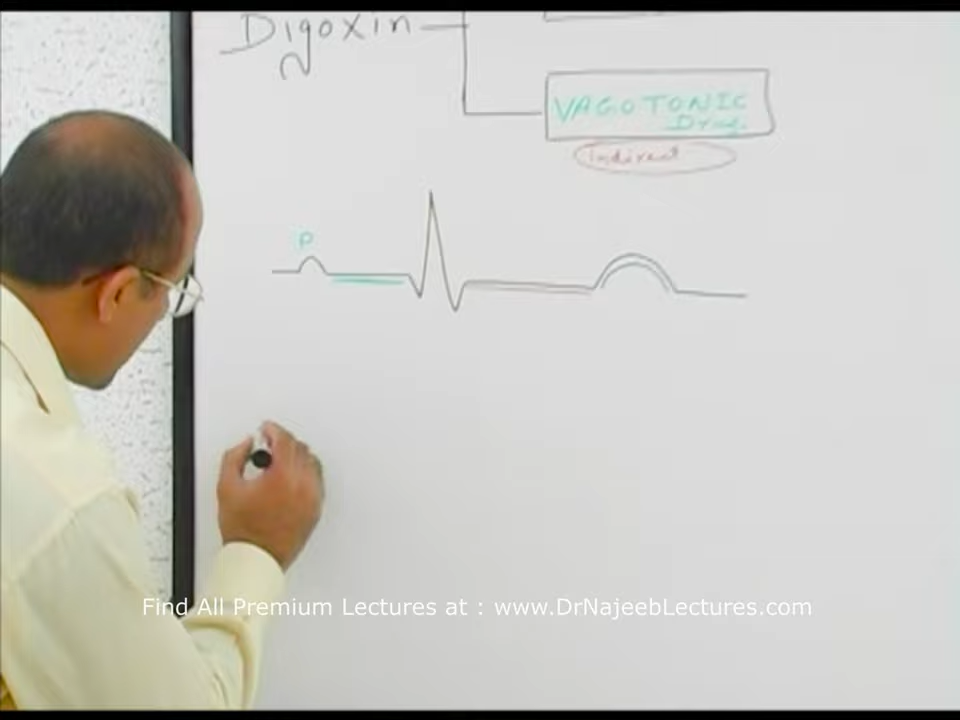 Digoxin
VAGOTONIC
Drug.
Indirect
P
Find All Premium Lectures at : www.DrNajeebLectures.com